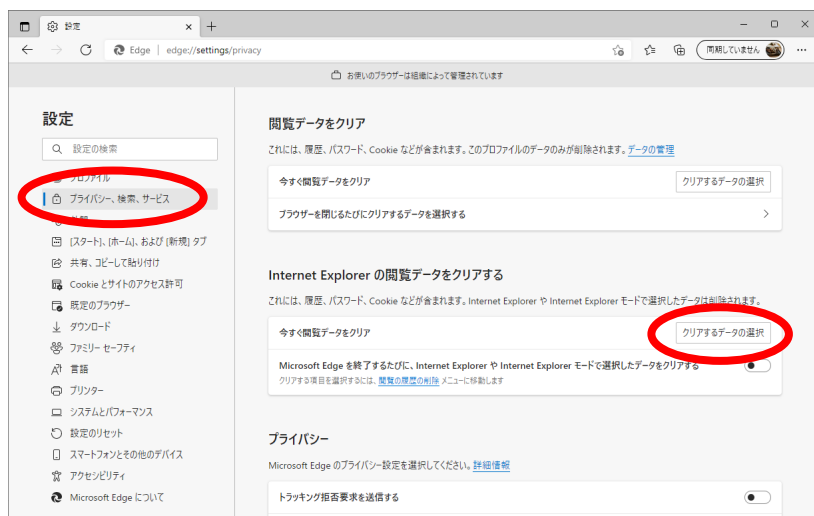 設定
Edge | edge://settings/privacy
同期していません
お使いのブラウザーは組織によって管理されています
設定
設定の検索
プロファイル
プライバシー、検索、サービス
[スタート]、[ホーム]、および [新規] タブ
共有、コピーして貼り付け
Cookie とサイトのアクセス許可
既定のブラウザー
ダウンロード
ファミリー セーフティ
言語
プリンター
システムとパフォーマンス
設定のリセット
スマートフォンとその他のデバイス
アクセシビリティ
Microsoft Edge について
閲覧データをクリア
これには、履歴、パスワード、Cookie などが含まれます。このプロファイルのデータのみが削除されます。データの管理
今すぐ閲覧データをクリア
クリアするデータの選択
ブラウザーを閉じるたびにクリアするデータを選択する
Internet Explorer の閲覧データをクリアする
これには、履歴、パスワード、Cookie などが含まれます。Internet Explorer や Internet Explorer モードで選択したデータは削除されます。
今すぐ閲覧データをクリア
クリアするデータの選択
Microsoft Edge を終了するたびに、Internet Explorer や Internet Explorer モードで選択したデータをクリアする
クリアする項目を選択するには、閲覧の履歴の削除 メニューに移動します
プライバシー
Microsoft Edge のプライバシー設定を選択してください。詳細情報
トラッキング拒否要求を送信する